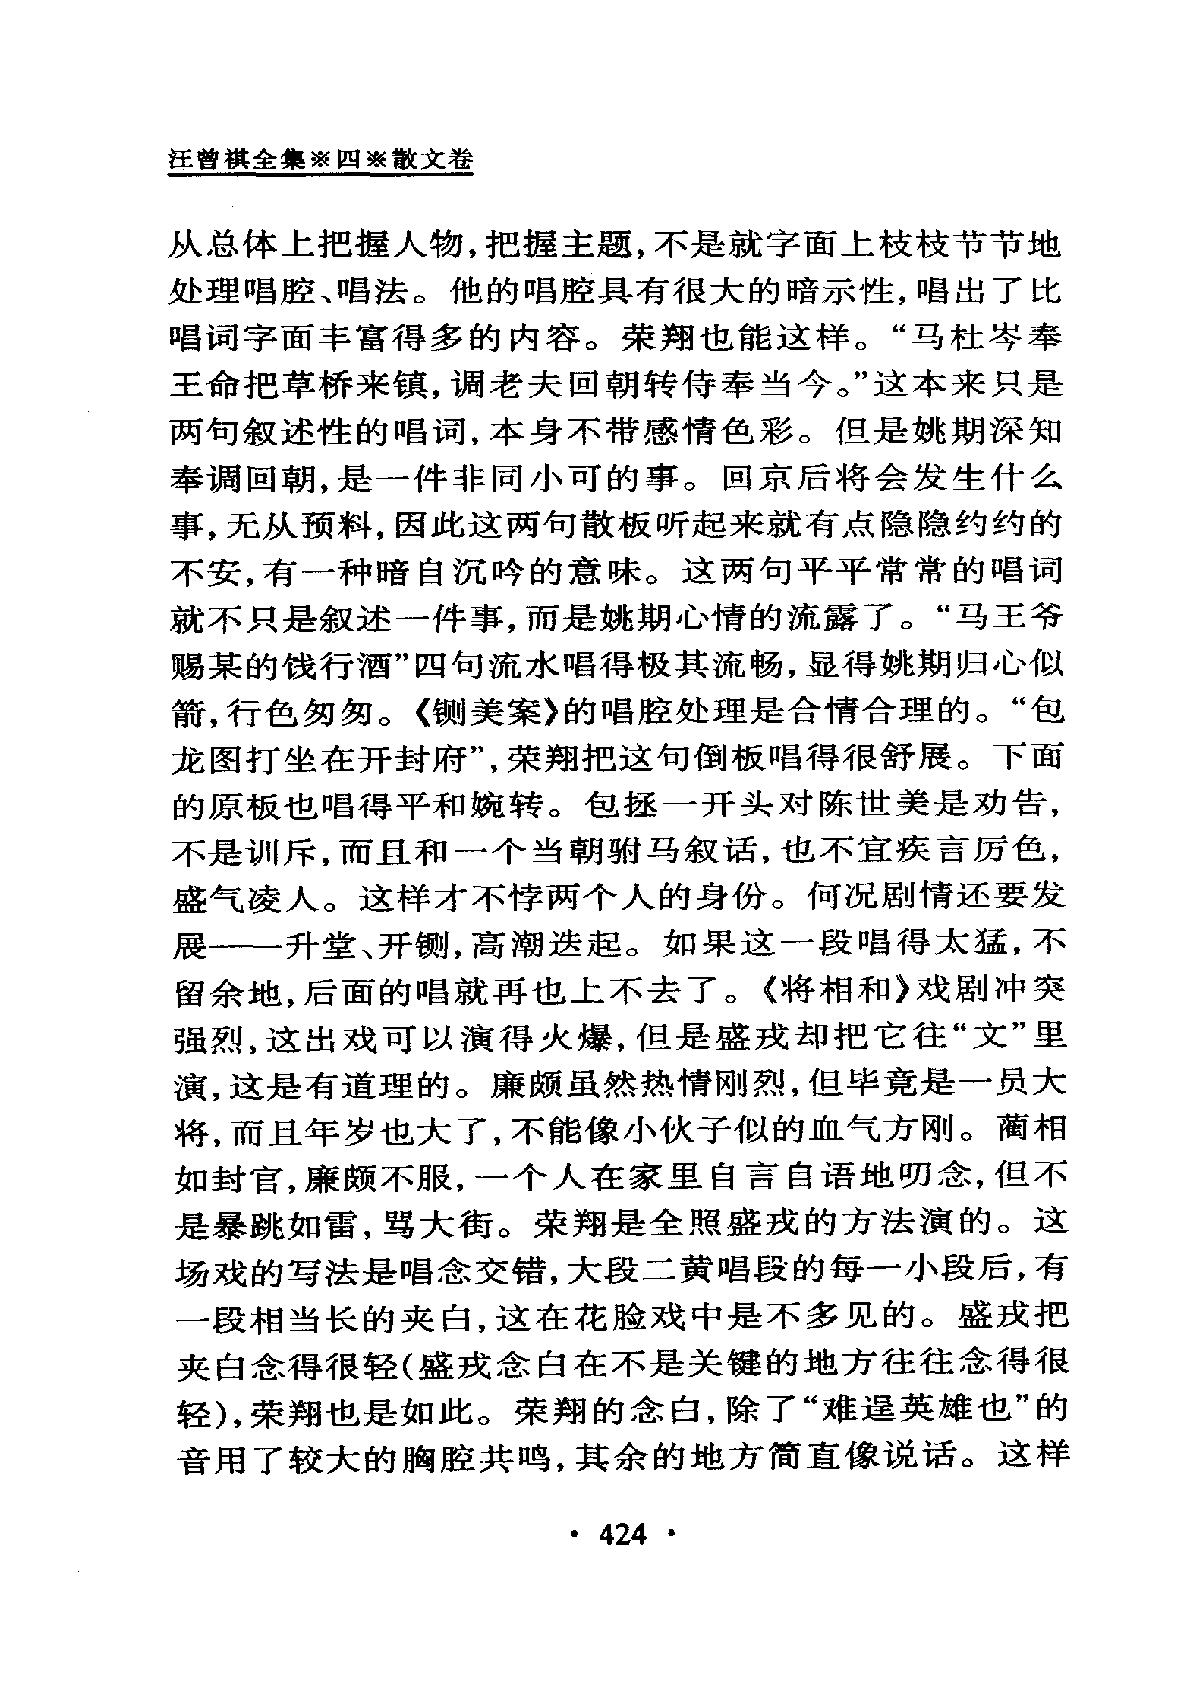 汪曾祺全集※四※散文卷
从总体上把握人物,把握主题,不是就字面上枝枝节节地
处理唱腔、唱法。他的唱腔具有很大的暗示性,唱出了比
唱词字面丰富得多的内容。荣翔也能这样。“马杜岑奉
王命把草桥来镇,调老夫回朝转侍奉当今。”这本来只是
两句叙述性的唱词,本身不带感情色彩。但是姚期深知
奉调回朝,是一件非同小可的事。回京后将会发生什么
事,无从预料,因此这两句散板听起来就有点隐隐约约的
不安,有一种暗自沉吟的意味。这两句平平常常的唱词
就不只是叙述一件事,而是姚期心情的流露了。“马王爷
赐某的饯行酒”四句流水唱得极其流畅,显得姚期归心似
箭,行色匆匆。《铡美案》的唱腔处理是合情合理的。“包
龙图打坐在开封府”,荣翔把这句倒板唱得很舒展。下面
的原板也唱得平和婉转。包拯一开头对陈世美是劝告,
不是训斥,而且和一个当朝驸马叙话,也不宜疾言厉色,
盛气凌人。这样才不悖两个人的身份。何况剧情还要发
展——升堂、开铡,高潮迭起。如果这一段唱得太猛,不
留余地,后面的唱就再也上不去了。《将相和》戏剧冲突
强烈,这出戏可以演得火爆,但是盛戎却把它往“文”里
演,这是有道理的。廉颇虽然热情刚烈,但毕竟是一员大
将,而且年岁也大了,不能像小伙子似的血气方刚。蔺相
如封官,廉颇不服,一个人在家里自言自语地叨念,但不
是暴跳如雷,骂大街。荣翔是全照盛戎的方法演的。这
场戏的写法是唱念交错,大段二黄唱段的每一小段后,有
一段相当长的夹白,这在花脸戏中是不多见的。盛戎把
夹白念得很轻(盛戎念白在不是关键的地方往往念得很
轻),荣翔也是如此。荣翔的念白,除了“难逞英雄也”的
音用了较大的胸腔共鸣,其余的地方简直像说话。这样
· 424 ·